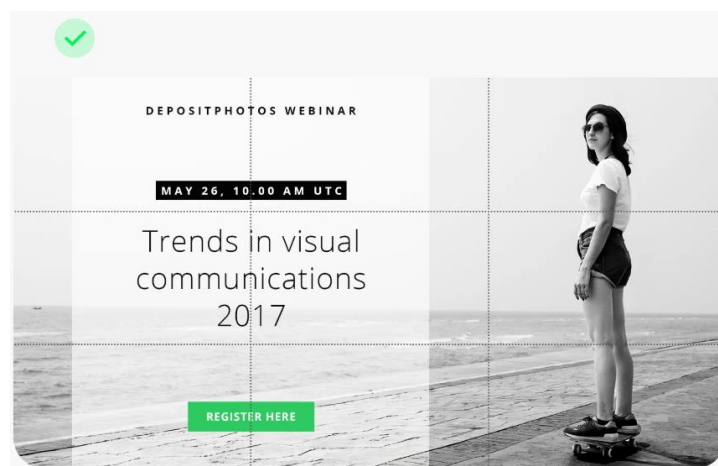 DEPOSITPHOTOS WEBINAR
MAY 26, 10.00 AM UTC
Trends in visual
communications
2017
REGISTER HERE